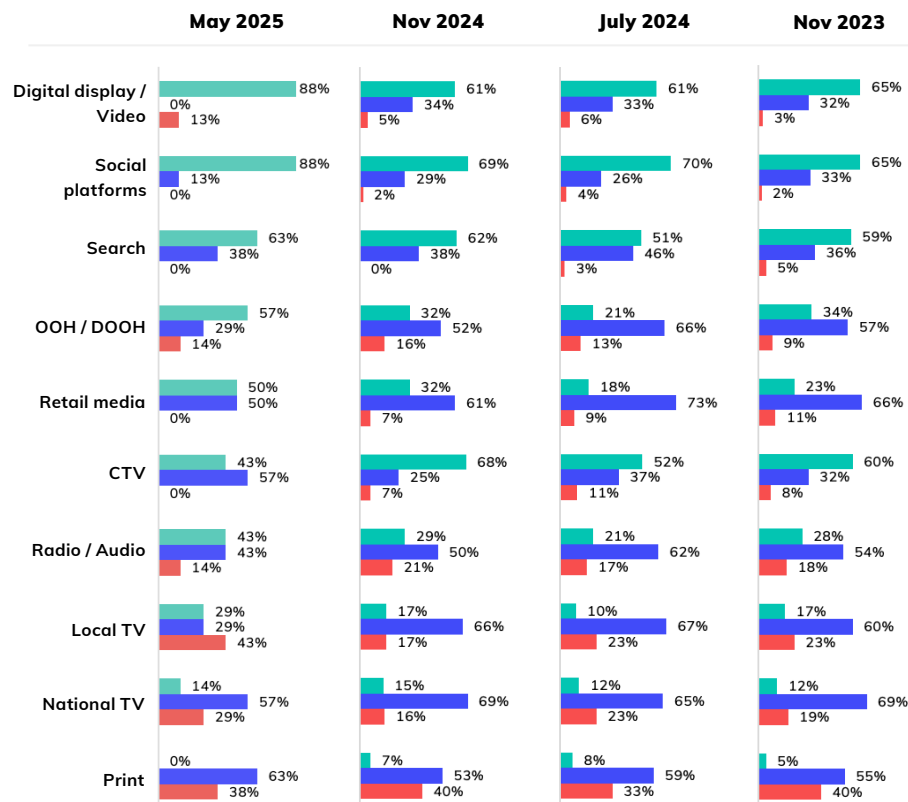 May 2025 Nov 2024 July 2024 Nov 2023
Digital display / 88% 61% 61% 65%
0% 34% 33% 32%
Video 13% 5% 6% 3%
Social 88% 69% 70% 65%
platforms 13% 29% 26% 33%
0% 2% 4% 2%
63% 62% 51% 59%
Search 38% 38% 46% 36%
0% 0% 3% 5%
57% 32% 21% 34%
OOH / DOOH 29% 52% 66% 57%
14% 16% 13% 9%
50% 32% 18% 23%
Retail media 50% 61% 73% 66%
0% 7% 9% 11%
43% 68% 52% 60%
CTV 57% 25% 37% 32%
0% 7% 11% 8%
43% 29% 21% 28%
Radio / Audio 43% 50% 62% 54%
14% 21% 17% 18%
29% 17% 10% 17%
Local TV 29% 66% 67% 60%
43% 17% 23% 23%
14% 15% 12% 12%
National TV 57% 69% 65% 69%
29% 16% 23% 19%
0% 7% 8% 5%
Print 63% 53% 59% 55%
38% 40% 33% 40%